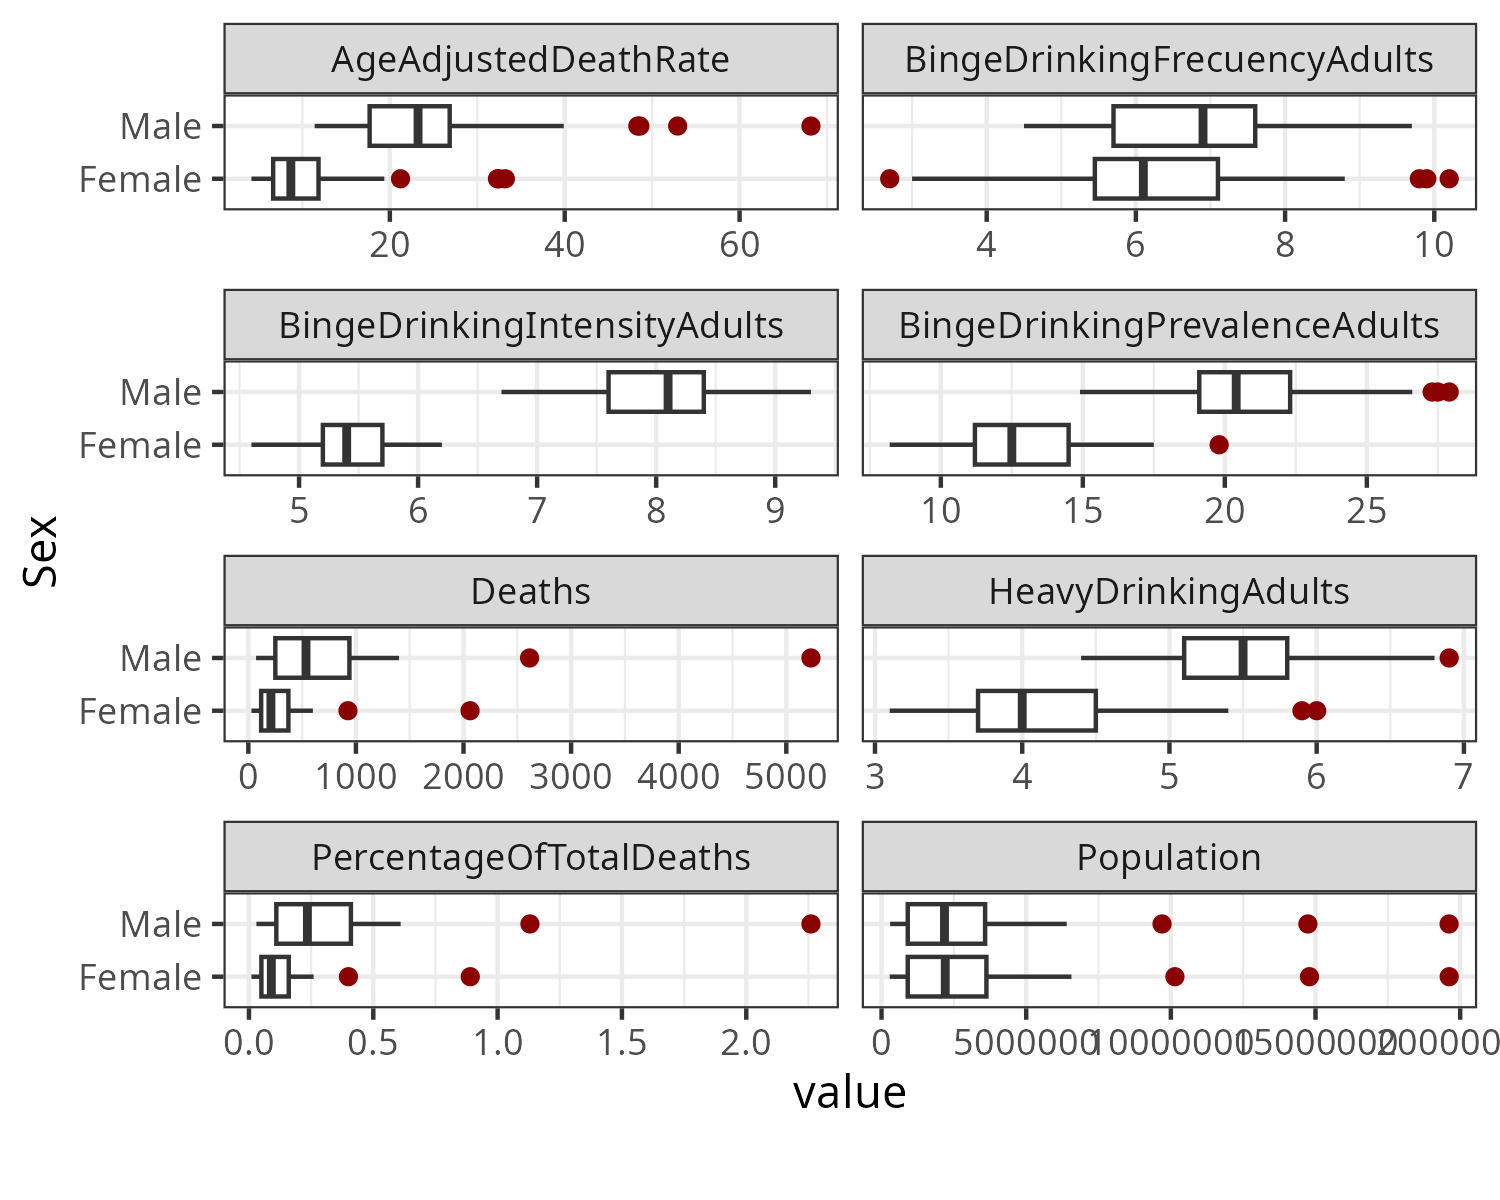 AgeAdjustedDeathRate
BingeDrinkingFrecuencyAdults
Male
Female
20 40 60
4 6 8 10
BingeDrinkingIntensityAdults
BingeDrinkingPrevalenceAdults
Male
Female
5 6 7 8 9
10 15 20 25
Sex
Deaths
HeavyDrinkingAdults
Male
Female
0 1000 2000 3000 4000 5000
3 4 5 6 7
PercentageOfTotalDeaths
Population
Male
Female
0.0 0.5 1.0 1.5 2.0
0 5000000 10000000 15000000
value